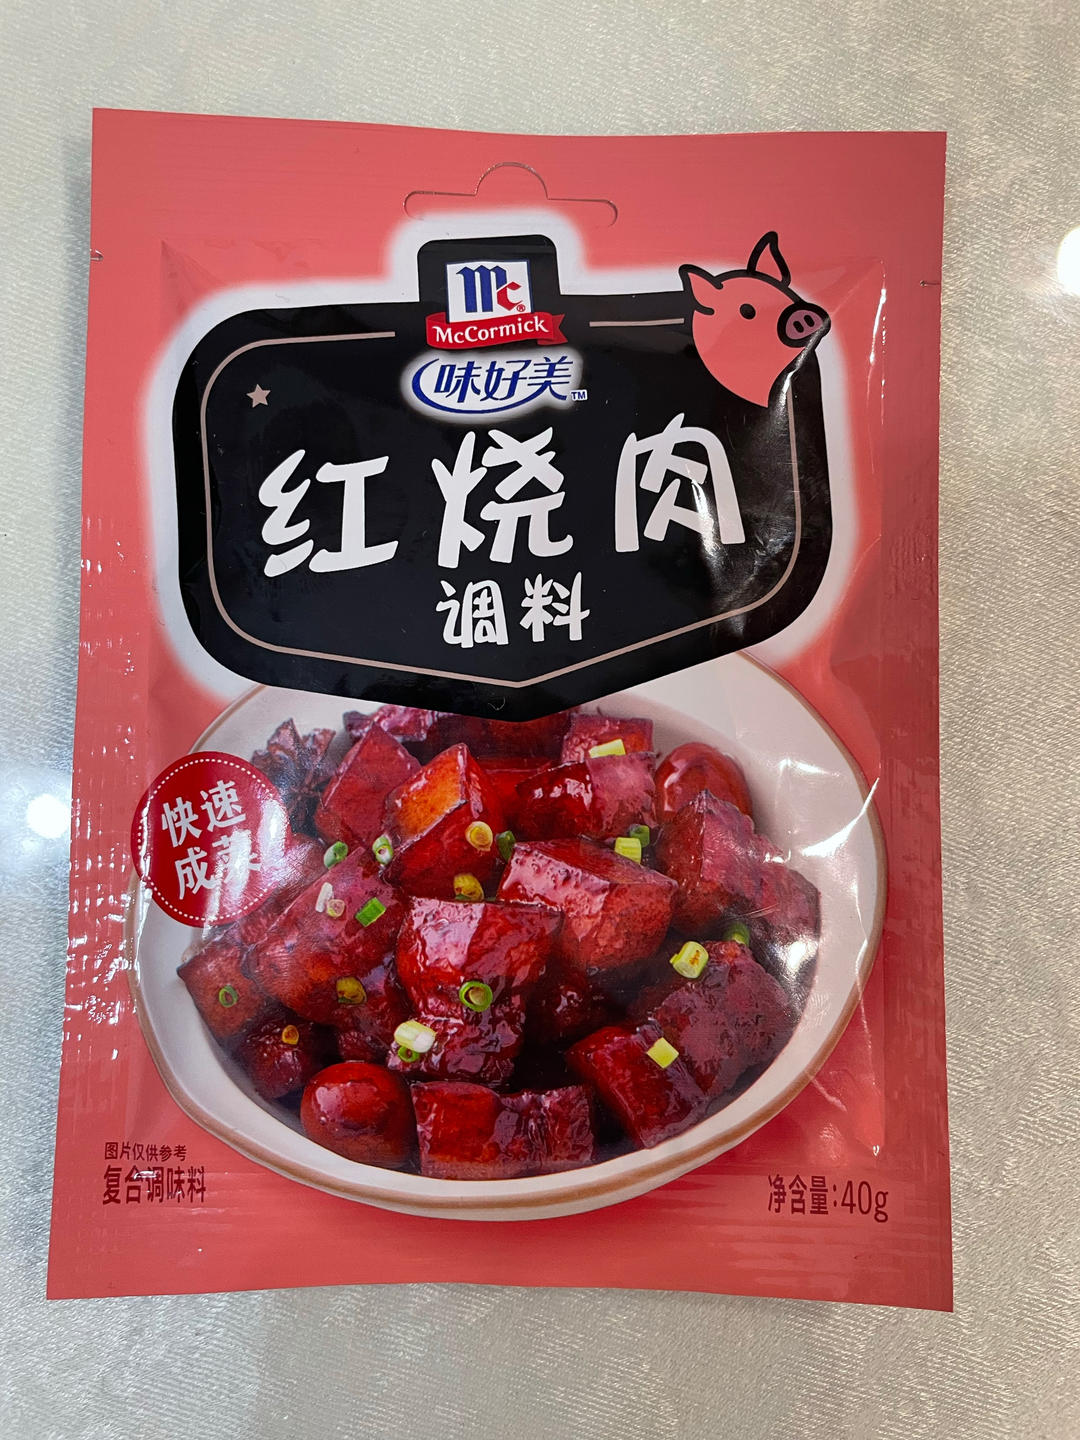 Mc®
McCormick
味好美™
红烧肉
调料
快速
成菜
图片仅供参考
复合调味料
净含量:40g